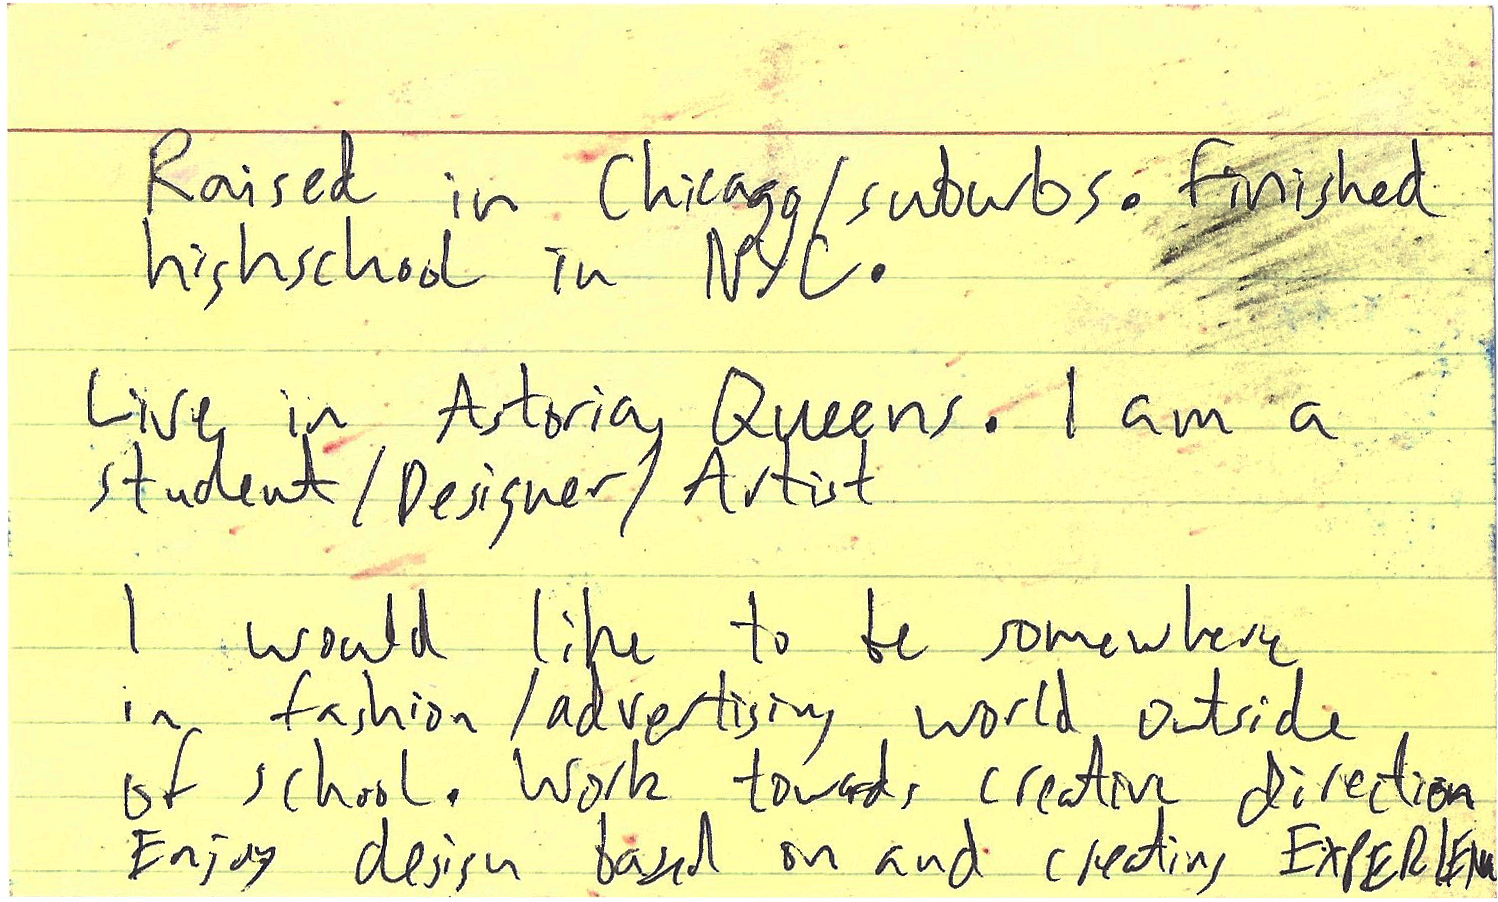 Raised in Chicago/suburbs. Finished
highschool in NYC.
Live in Astoria, Queens. I am a
student/Designer/Artist
I would like to be somewhere
in fashion/advertising world outside
of school. Work towards creative direction
Enjoy design based on and creating